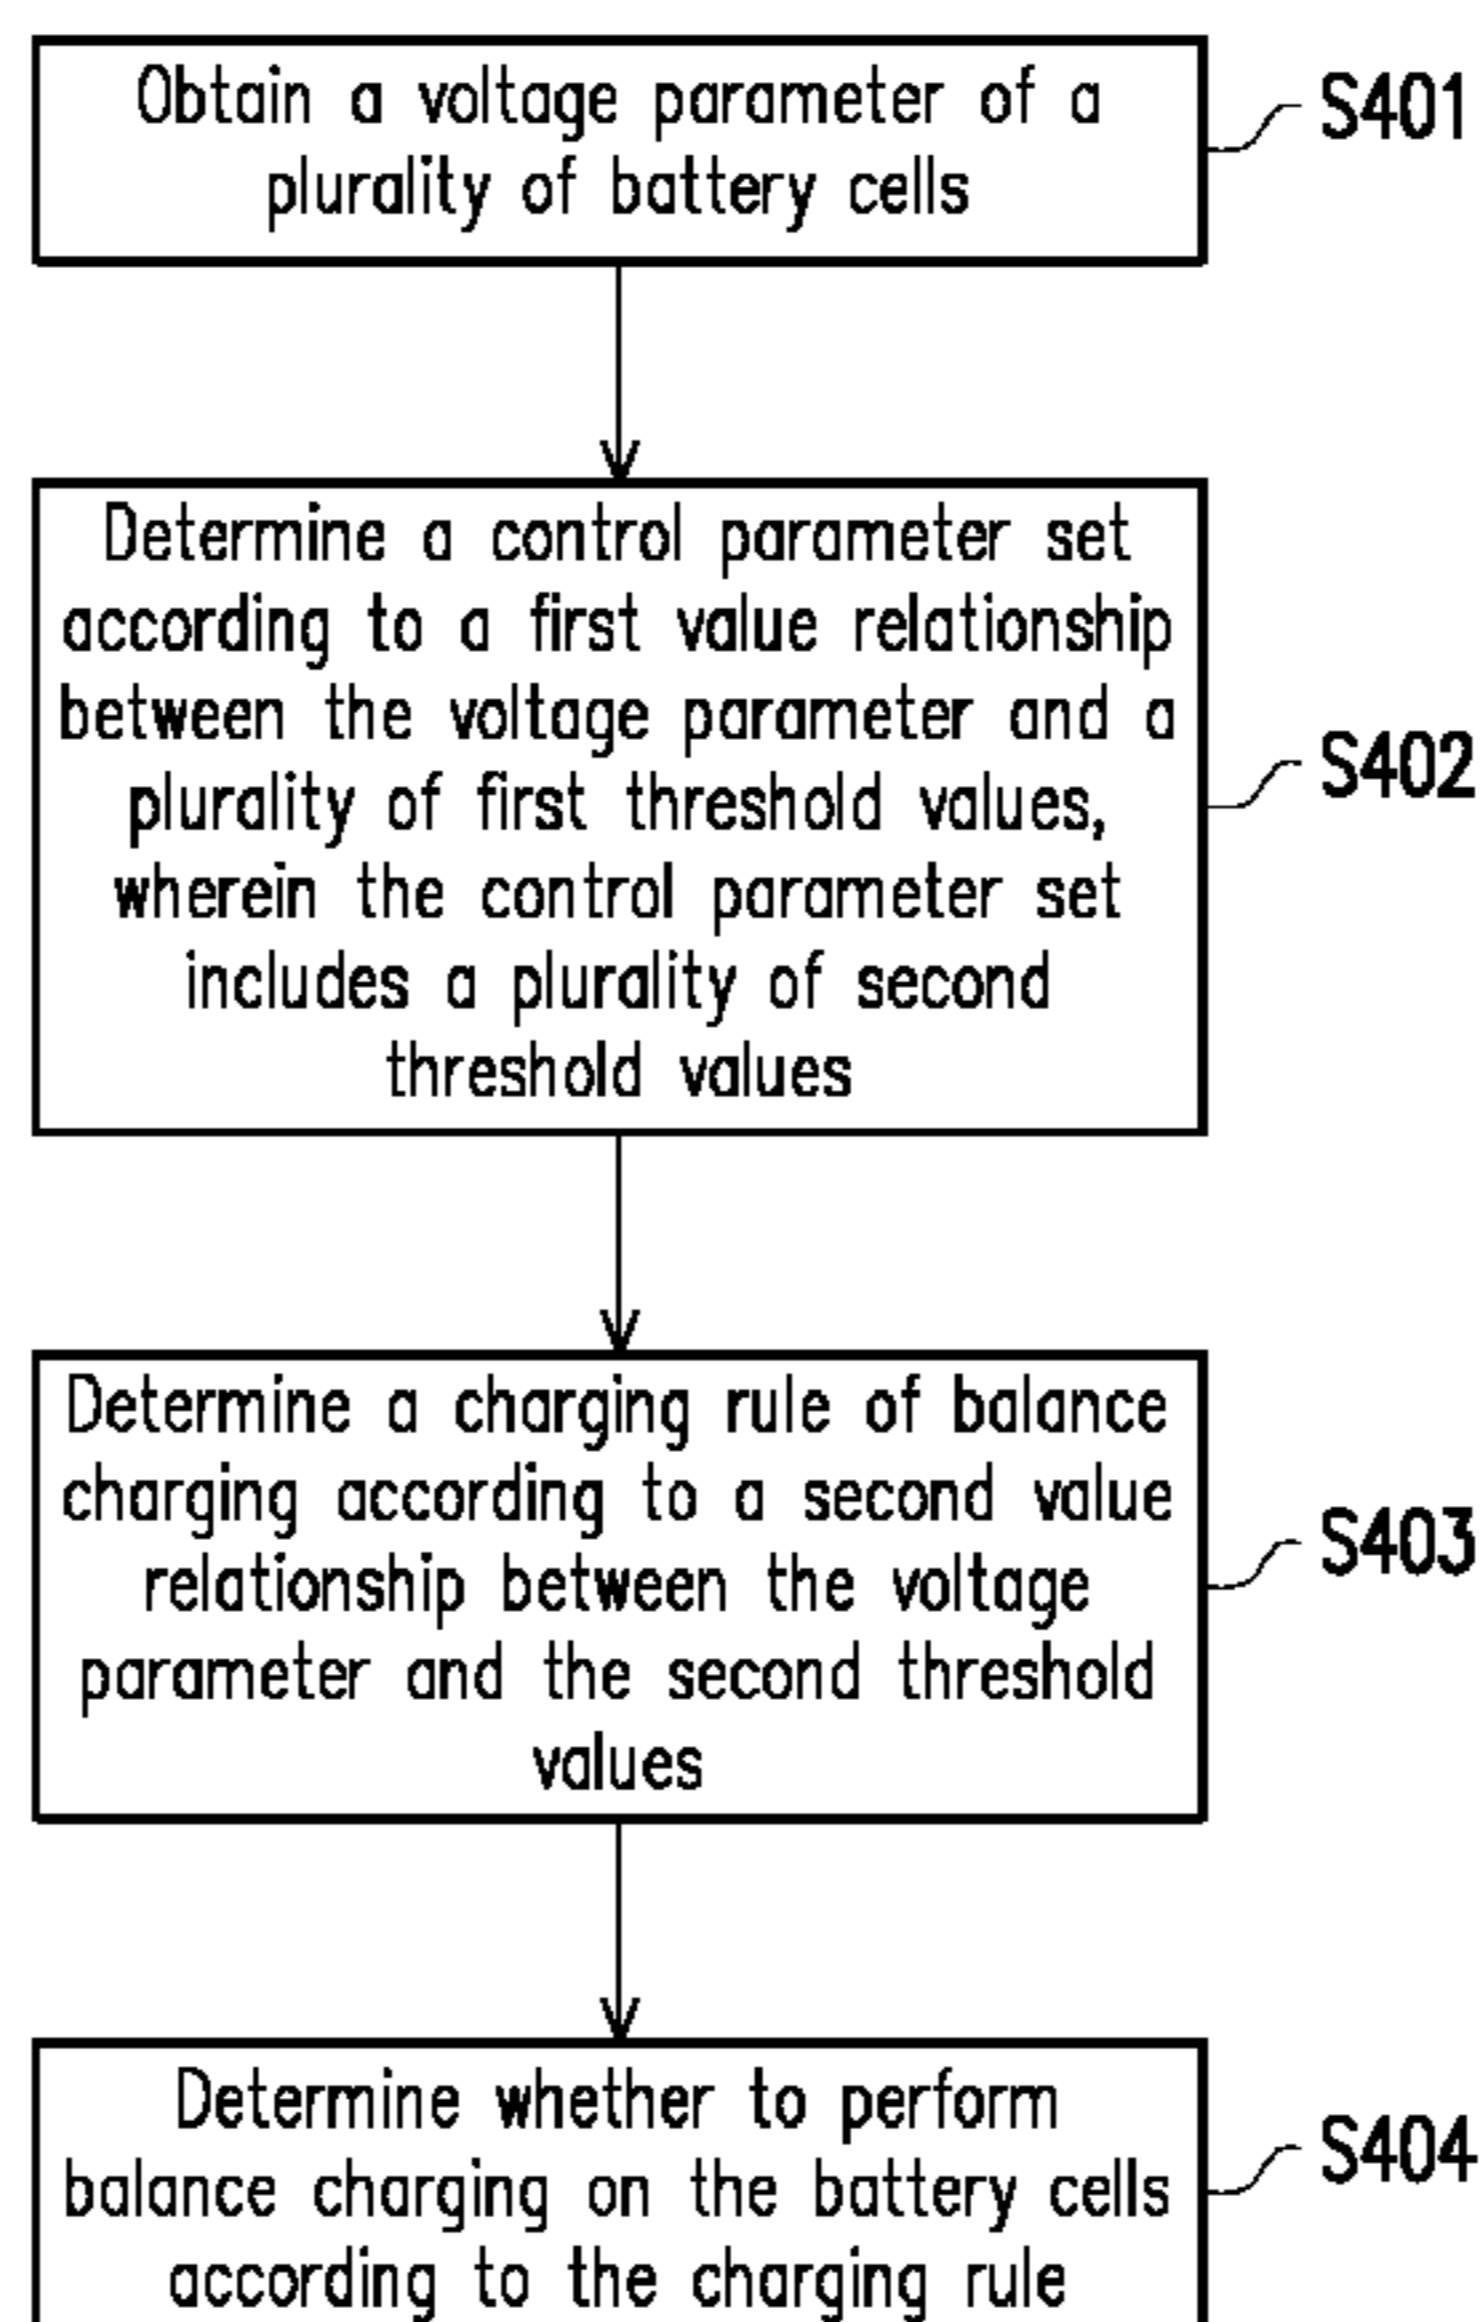 Obtain a voltage parameter of a
plurality of battery cells
S401
Determine a control parameter set
according to a first value relationship
between the voltage parameter and a
plurality of first threshold values,
wherein the control parameter set
includes a plurality of second
threshold values
S402
Determine a charging rule of balance
charging according to a second value
relationship between the voltage
parameter and the second threshold
values
S403
Determine whether to perform
balance charging on the battery cells
according to the charging rule
S404